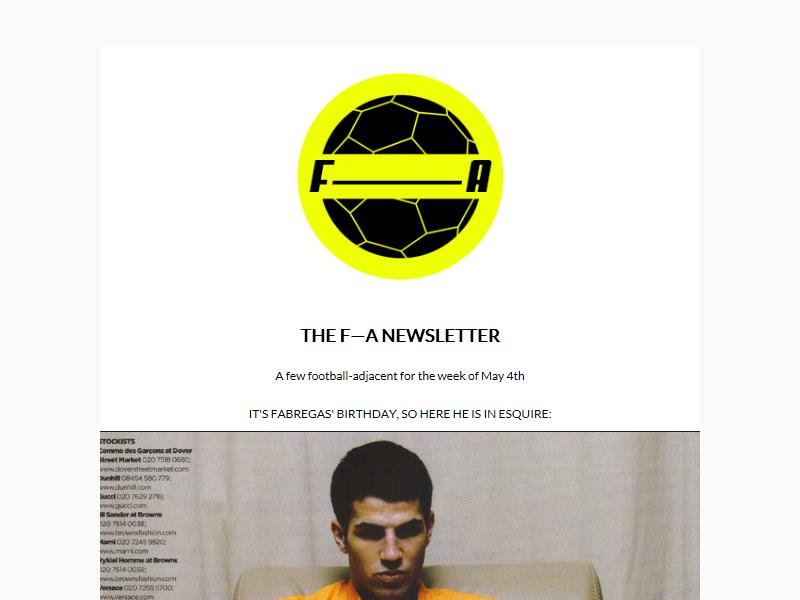 F—A
THE F—A NEWSLETTER
A few football-adjacent for the week of May 4th
IT'S FABREGAS' BIRTHDAY, SO HERE HE IS IN ESQUIRE:
STOCKISTS
Comme des Garçons at Dover
Street Market 020 7518 0680;
www.doverstreetmarket.com
Dunhill 08454 580 779;
www.dunhill.com
Gucci 020 7629 2716;
www.gucci.com
Jil Sander at Browns
020 7514 0038;
www.brownsfashion.com
Marni 020 7245 9520;
www.marni.com
Rykiel Homme at Browns
020 7514 0038;
www.brownsfashion.com
Versace 020 7259 5700;
www.versace.com